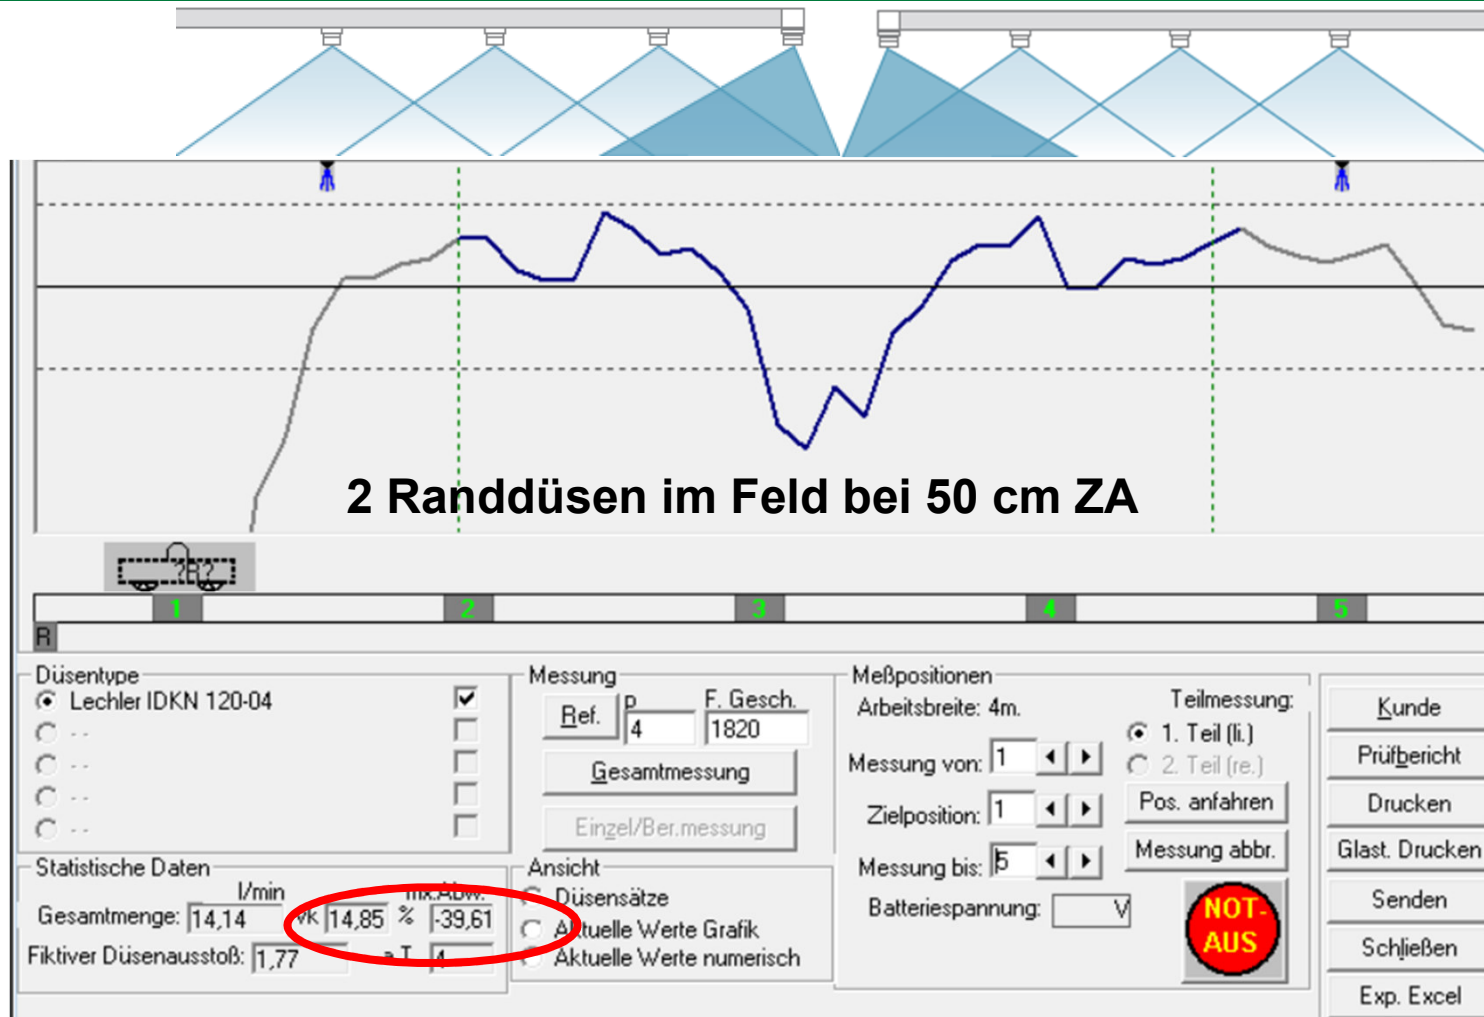 2 Randdüsen im Feld bei 50 cm ZA
?R?
1 2 3 4 5
R
Düsentype
Lechler IDKN 120-04
- -
- -
- -
- -
Statistische Daten
l/min mx.Abw.
Gesamtmenge: 14,14 vk 14,85 % -39,61
Fiktiver Düsenausstoß: 1,77 a.T. 4
Messung
p F. Gesch.
Ref. 4 1820
Gesamtmessung
Einzel/Ber.messung
Ansicht
Düsensätze
Aktuelle Werte Grafik
Aktuelle Werte numerisch
Meßpositionen
Arbeitsbreite: 4m. Teilmessung:
1. Teil (li.)
Messung von: 1 2. Teil (re.)
Zielposition: 1 Pos. anfahren
Messung bis: 5 Messung abbr.
Batteriespannung: V
NOT-
AUS
Kunde
Prüfbericht
Drucken
Glast. Drucken
Senden
Schließen
Exp. Excel